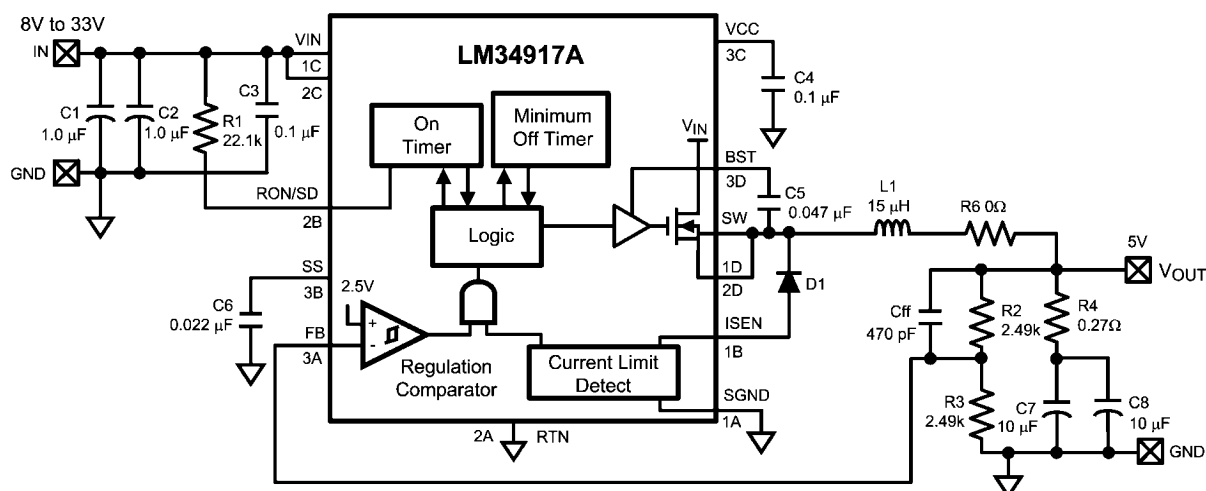 8V to 33V
IN
VIN
1C
2C
LM34917A
VCC
3C
C4
0.1 μF
C1
1.0 μF
C2
1.0 μF
R1
22.1k
C3
0.1 μF
On
Timer
Minimum
Off Timer
VIN
BST
3D
C5
0.047 μF
L1
15 μH
R6 0Ω
GND
RON/SD
2B
Logic
SW
1D
2D
D1
5V
VOUT
SS
3B
C6
0.022 μF
2.5V
+
-
FB
3A
Regulation
Comparator
Current Limit
Detect
ISEN
1B
SGND
1A
2A
RTN
Cff
470 pF
R2
2.49k
R4
0.27Ω
R3
2.49k
C7
10 μF
C8
10 μF
GND